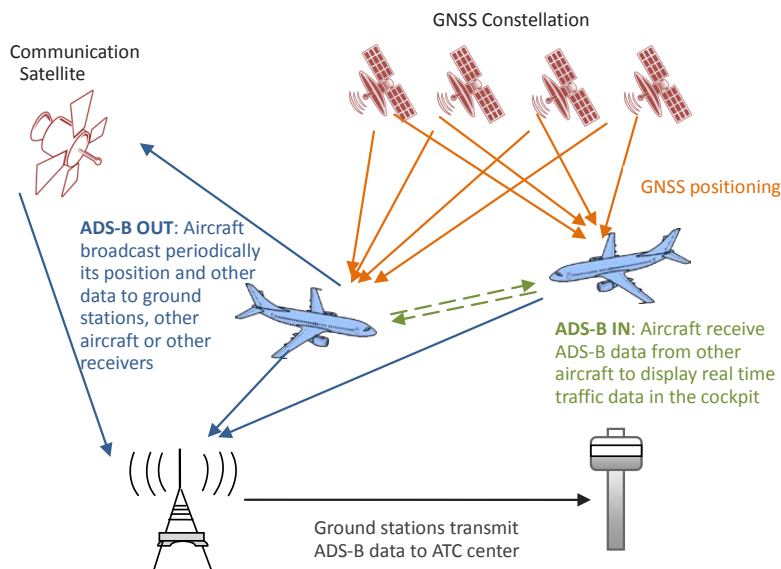 GNSS Constellation
Communication
Satellite
GNSS positioning
ADS-B OUT: Aircraft
broadcast periodically
its position and other
data to ground
stations, other
aircraft or other
receivers
ADS-B IN: Aircraft receive
ADS-B data from other
aircraft to display real time
traffic data in the cockpit
Ground stations transmit
ADS-B data to ATC center